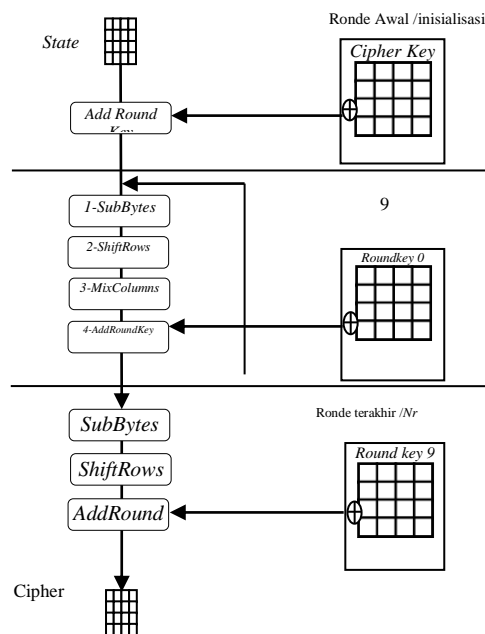 State
Ronde Awal /inisialisasi
Cipher Key
Add Round
Key
9
1-SubBytes
2-ShiftRows
3-MixColumns
4-AddRoundKey
Roundkey 0
Ronde terakhir /Nr
SubBytes
ShiftRows
AddRound
Round key 9
Cipher